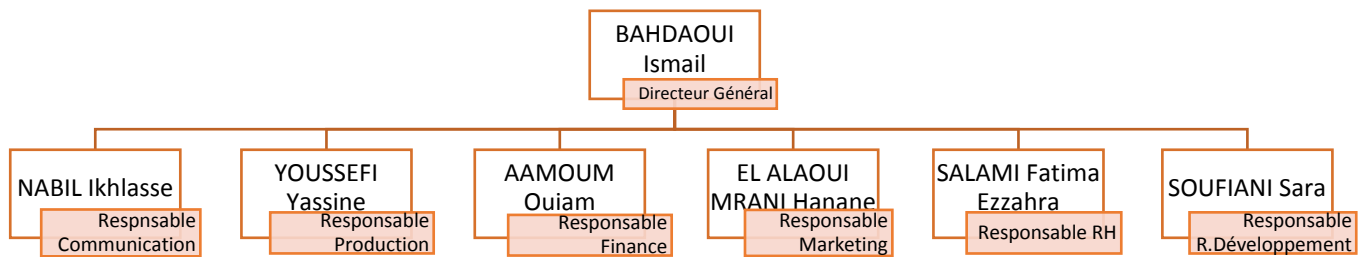 BAHDAOUI
Ismail
Directeur Général
NABIL Ikhlasse
Respnsable
Communication
YOUSSEFI
Yassine
Responsable
Production
AAMOUM
Ouiam
Responsable
Finance
EL ALAOUI
MRANI Hanane
Responsable
Marketing
SALAMI Fatima
Ezzahra
Responsable RH
SOUFIANI Sara
Responsable
R.Développement